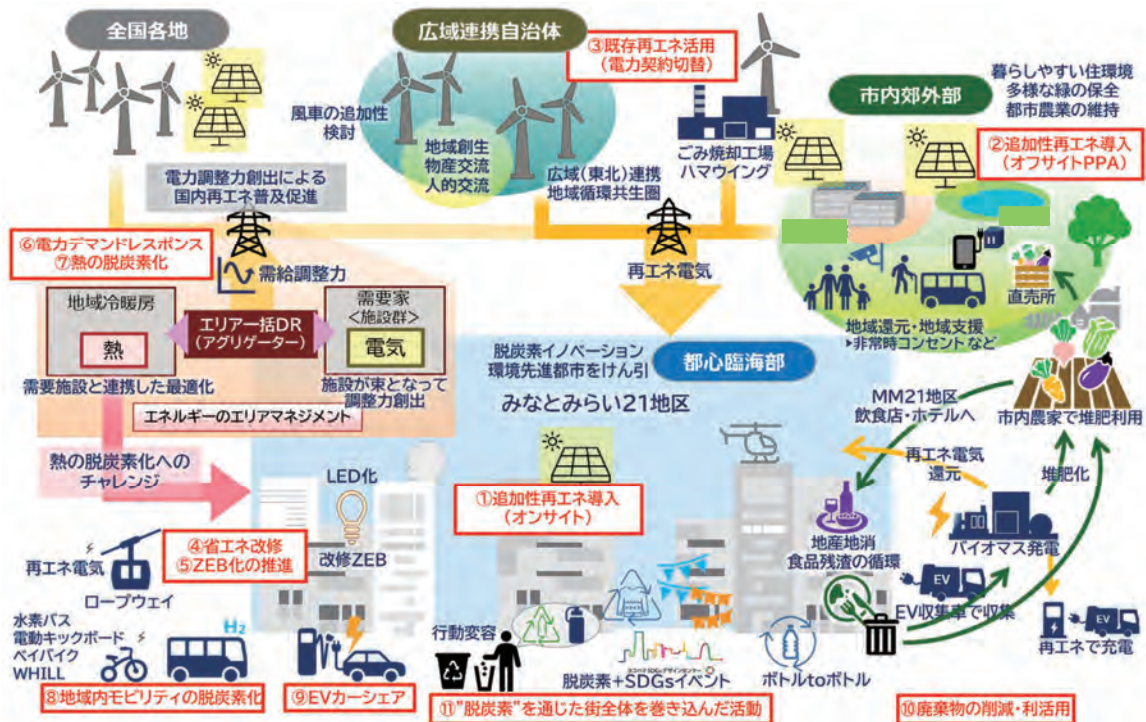 全国各地
広域連携自治体
③既存再エネ活用
(電力契約切替)
市内郊外部
暮らしやすい住環境
多様な緑の保全
都市農業の維持
風車の追加性
検討
地域創生
物産交流
人的交流
ごみ焼却工場
ハマウイング
②追加性再エネ導入
(オフサイトPPA)
電力調整力創出による
国内再エネ普及促進
広域(東北)連携
地域循環共生圏
⑥電力デマンドレスポンス
⑦熱の脱炭素化
需給調整力
再エネ電気
直売所
地域冷暖房
熱
エリア一括DR
(アグリゲーター)
需要家
<施設群>
電気
地域還元・地域支援
▸非常時コンセント など
需要施設と連携した最適化
施設が束となって
調整力創出
脱炭素イノベーション
環境先進都市をけん引
都心臨海部
エネルギーのエリアマネジメント
みなとみらい21地区
MM21地区
飲食店・ホテルへ
市内農家で堆肥利用
熱の脱炭素化への
チャレンジ
LED化
①追加性再エネ導入
(オンサイト)
再エネ電気
還元
堆肥化
④省エネ改修
⑤ZEB化の推進
改修ZEB
地産地消
食品残渣の循環
バイオマス発電
再エネ電気
ロープウェイ
EV
EV収集車で収集
EV
再エネで充電
水素バス
電動キックボード
ベイバイク
WHILL
H₂
行動変容
脱炭素+SDGsイベント
ボトルtoボトル
⑧地域内モビリティの脱炭素化
⑨EVカーシェア
⑪"脱炭素"を通じた街全体を巻き込んだ活動
⑩廃棄物の削減・利活用